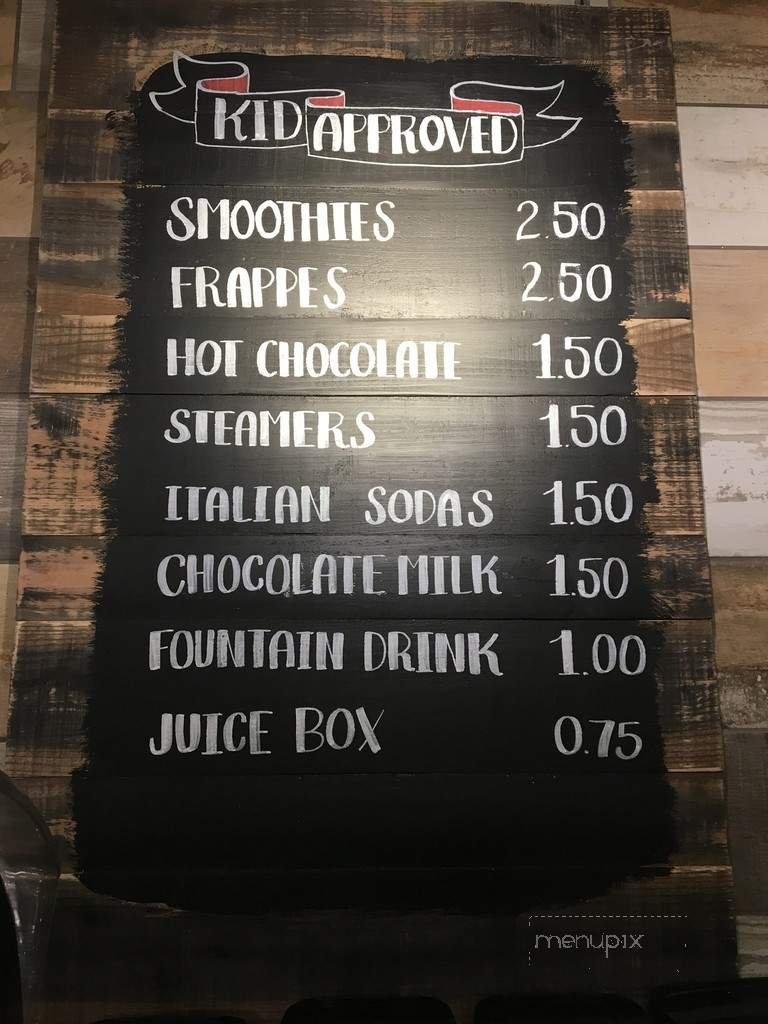 KID APPROVED
SMOOTHIES 2.50
FRAPPES 2.50
HOT CHOCOLATE 1.50
STEAMERS 1.50
ITALIAN SODAS 1.50
CHOCOLATE MILK 1.50
FOUNTAIN DRINK 1.00
JUICE BOX 0.75
menupix